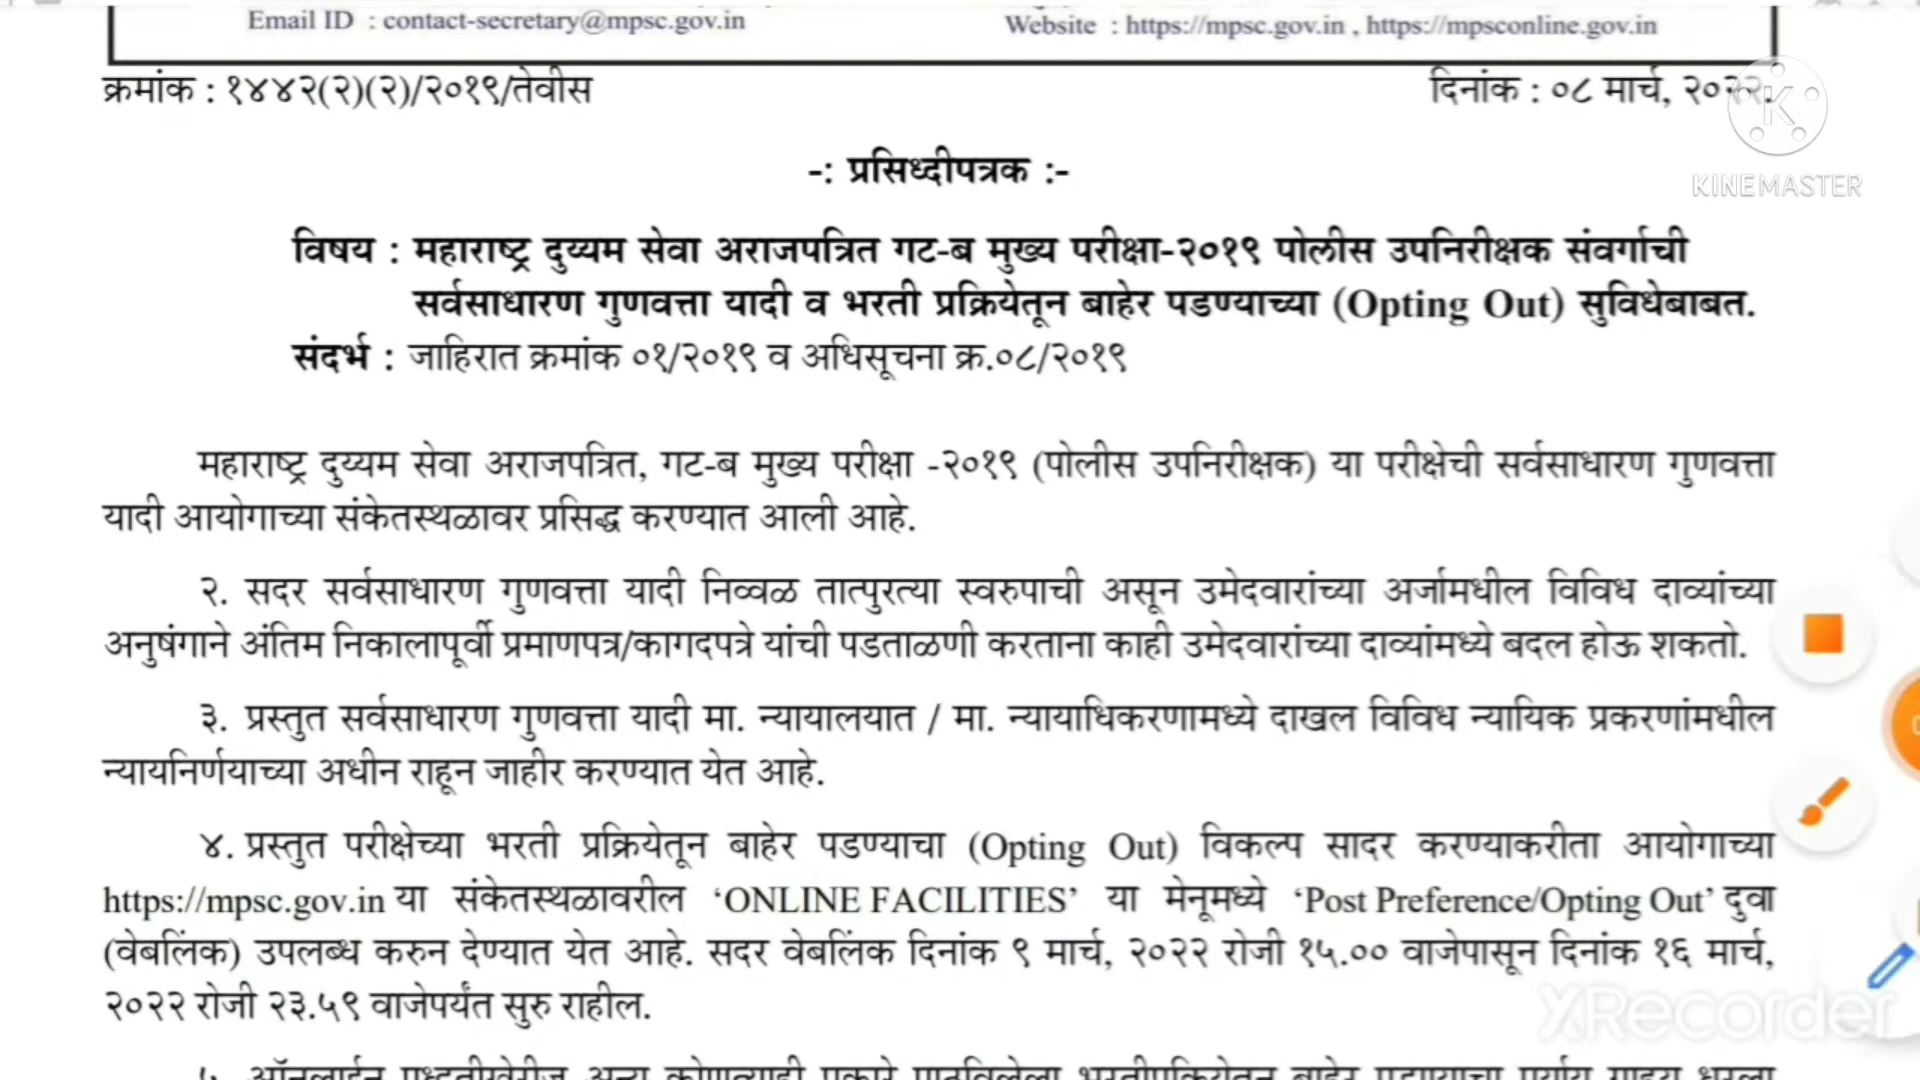 Email ID : contact-secretary@mpsc.gov.in Website : https://mpsc.gov.in , https://mpsconline.gov.in
क्रमांक : १४४२(२)(२)/२०१९/तेवीस दिनांक : ०८ मार्च, २०२२.
KINEMASTER
-: प्रसिध्दीपत्रक :-
विषय : महाराष्ट्र दुय्यम सेवा अराजपत्रित गट-ब मुख्य परीक्षा-२०१९ पोलीस उपनिरीक्षक संवर्गाची
सर्वसाधारण गुणवत्ता यादी व भरती प्रक्रियेतून बाहेर पडण्याच्या (Opting Out) सुविधेबाबत.
संदर्भ : जाहिरात क्रमांक ०१/२०१९ व अधिसूचना क्र.०८/२०१९
महाराष्ट्र दुय्यम सेवा अराजपत्रित, गट-ब मुख्य परीक्षा -२०१९ (पोलीस उपनिरीक्षक) या परीक्षेची सर्वसाधारण गुणवत्ता
यादी आयोगाच्या संकेतस्थळावर प्रसिद्ध करण्यात आली आहे.
२. सदर सर्वसाधारण गुणवत्ता यादी निव्वळ तात्पुरत्या स्वरुपाची असून उमेदवारांच्या अर्जामधील विविध दाव्यांच्या
अनुषंगाने अंतिम निकालापूर्वी प्रमाणपत्र/कागदपत्रे यांची पडताळणी करताना काही उमेदवारांच्या दाव्यांमध्ये बदल होऊ शकतो.
३. प्रस्तुत सर्वसाधारण गुणवत्ता यादी मा. न्यायालयात / मा. न्यायाधिकरणामध्ये दाखल विविध न्यायिक प्रकरणांमधील
न्यायनिर्णयाच्या अधीन राहून जाहीर करण्यात येत आहे.
४. प्रस्तुत परीक्षेच्या भरती प्रक्रियेतून बाहेर पडण्याचा (Opting Out) विकल्प सादर करण्याकरीता आयोगाच्या
https://mpsc.gov.in या संकेतस्थळावरील ‘ONLINE FACILITIES’ या मेनूमध्ये ‘Post Preference/Opting Out’ दुवा
(वेबलिंक) उपलब्ध करुन देण्यात येत आहे. सदर वेबलिंक दिनांक ९ मार्च, २०२२ रोजी १५.०० वाजेपासून दिनांक १६ मार्च,
२०२२ रोजी २३.५९ वाजेपर्यंत सुरु राहील.
XRecorder